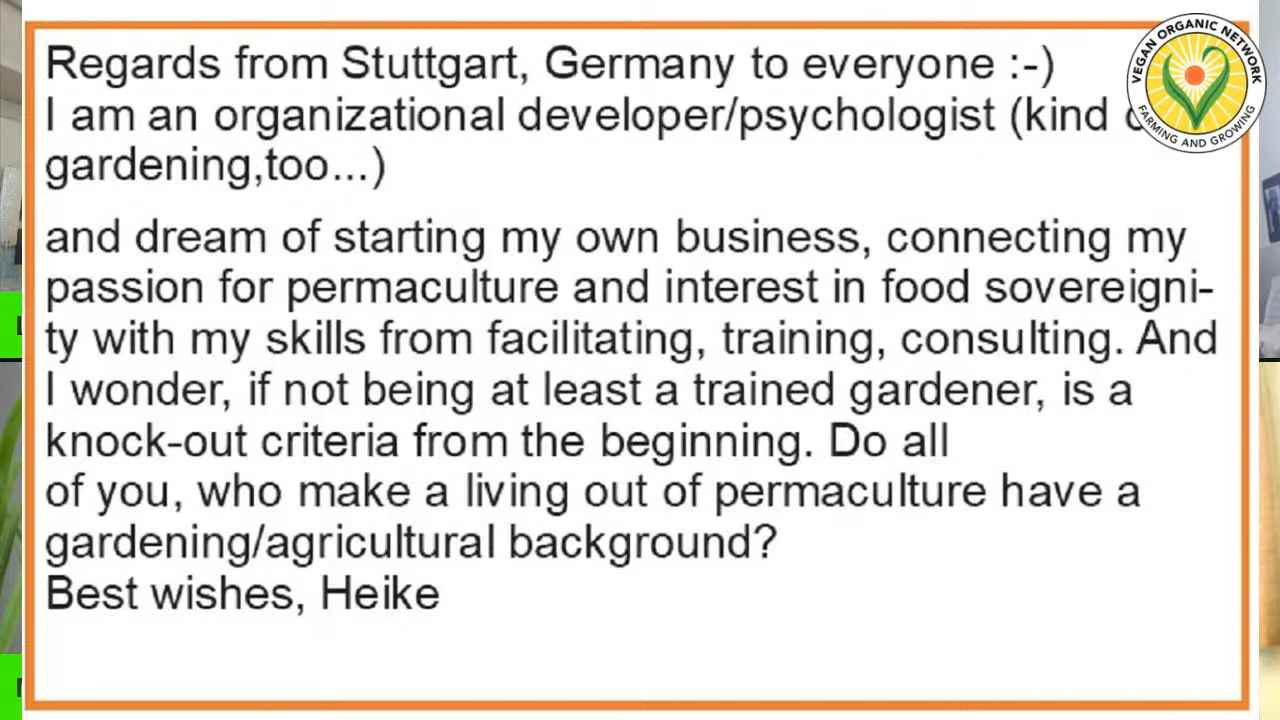 Regards from Stuttgart, Germany to everyone :-)
I am an organizational developer/psychologist (kind
gardening,too...)
and dream of starting my own business, connecting my
passion for permaculture and interest in food sovereigni-
ty with my skills from facilitating, training, consulting. And
I wonder, if not being at least a trained gardener, is a
knock-out criteria from the beginning. Do all
of you, who make a living out of permaculture have a
gardening/agricultural background?
Best wishes, Heike
VEGAN ORGANIC NETWORK
FARMING AND GROWING